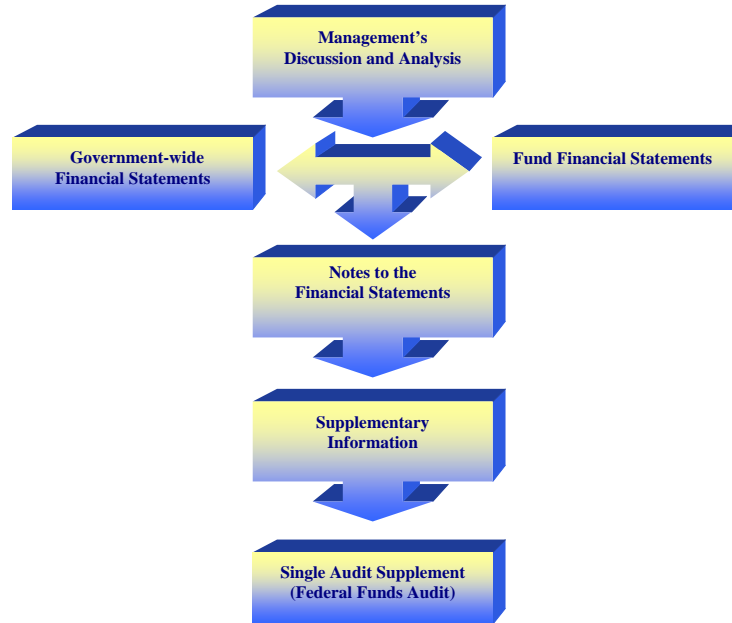 Management's
Discussion and Analysis
Government-wide
Financial Statements
Fund Financial Statements
Notes to the
Financial Statements
Supplementary
Information
Single Audit Supplement
(Federal Funds Audit)